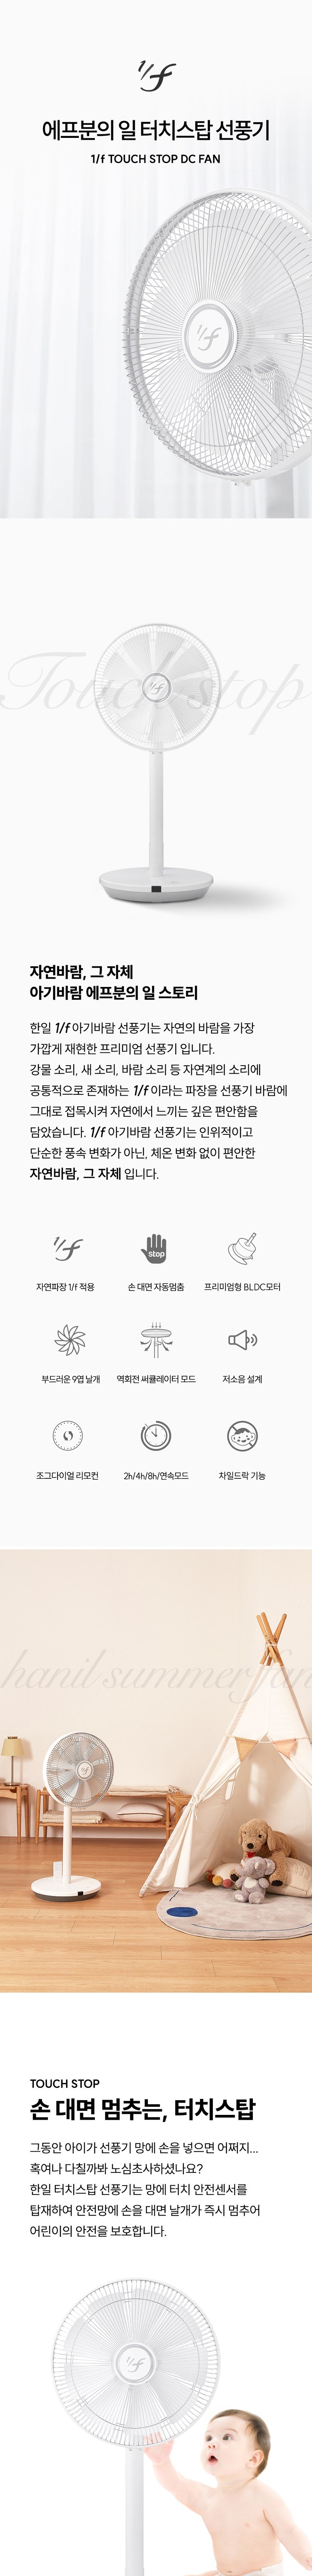 1/f
에프분의 일 터치스탑 선풍기
1/f TOUCH STOP DC FAN
1/f
Touch stop
1/f
자연바람, 그 자체
아기바람 에프분의 일 스토리
한일 1/f 아기바람 선풍기는 자연의 바람을 가장
가깝게 재현한 프리미엄 선풍기 입니다.
강물 소리, 새 소리, 바람 소리 등 자연계의 소리에
공통적으로 존재하는 1/f 이라는 파장을 선풍기 바람에
그대로 접목시켜 자연에서 느끼는 깊은 편안함을
담았습니다. 1/f 아기바람 선풍기는 인위적이고
단순한 풍속 변화가 아닌, 체온 변화 없이 편안한
자연바람, 그 자체 입니다.
1/f
stop
자연파장 1/f 적용
손 대면 자동멈춤
프리미엄형 BLDC모터
부드러운 9엽 날개
역회전 써큘레이터 모드
저소음 설계
조그다이얼 리모컨
2h/4h/8h/연속모드
차일드락 기능
hanil summer fan
1/f
TOUCH STOP
손 대면 멈추는, 터치스탑
그동안 아이가 선풍기 망에 손을 넣으면 어쩌지...
혹여나 다칠까봐 노심초사하셨나요?
한일 터치스탑 선풍기는 망에 터치 안전센서를
탑재하여 안전망에 손을 대면 날개가 즉시 멈추어
어린이의 안전을 보호합니다.
1/f